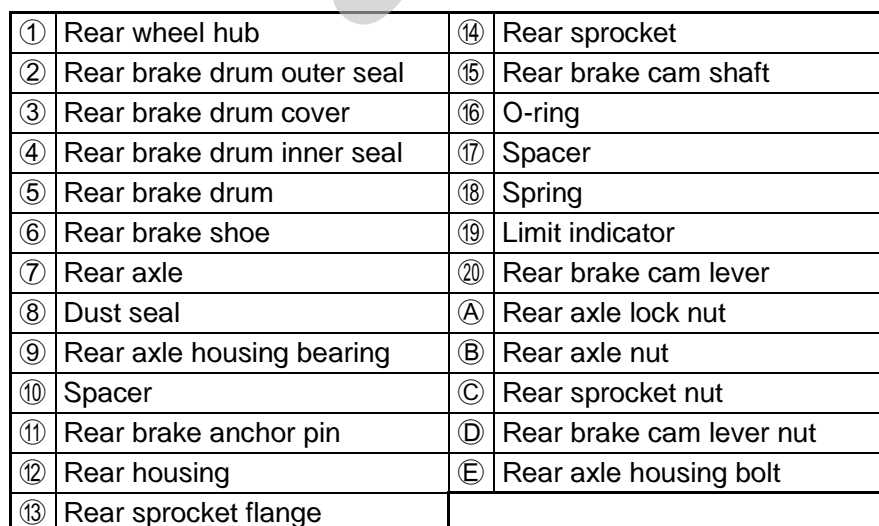 ① Rear wheel hub
② Rear brake drum outer seal
③ Rear brake drum cover
④ Rear brake drum inner seal
⑤ Rear brake drum
⑥ Rear brake shoe
⑦ Rear axle
⑧ Dust seal
⑨ Rear axle housing bearing
⑩ Spacer
⑪ Rear brake anchor pin
⑫ Rear housing
⑬ Rear sprocket flange
⑭ Rear sprocket
⑮ Rear brake cam shaft
⑯ O-ring
⑰ Spacer
⑱ Spring
⑲ Limit indicator
⑳ Rear brake cam lever
Ⓐ Rear axle lock nut
Ⓑ Rear axle nut
Ⓒ Rear sprocket nut
Ⓓ Rear brake cam lever nut
Ⓔ Rear axle housing bolt